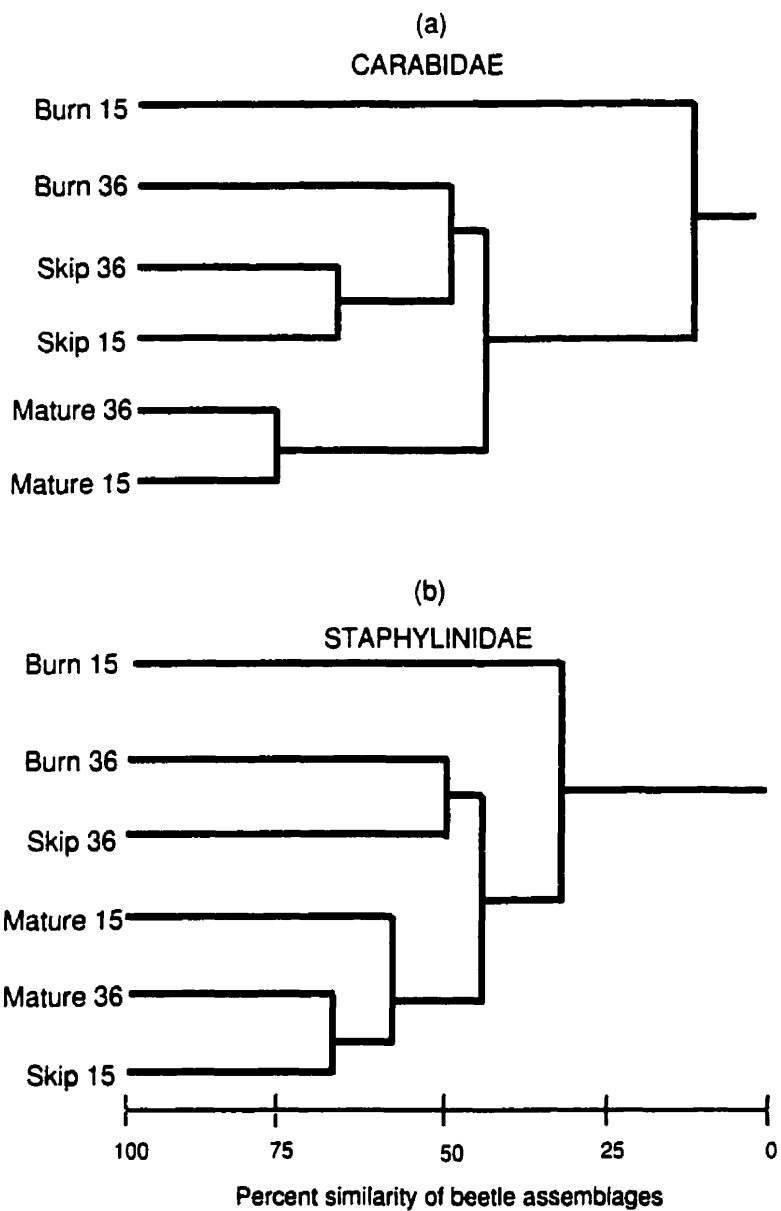 (a)
CARABIDAE
Burn 15
Burn 36
Skip 36
Skip 15
Mature 36
Mature 15
(b)
STAPHYLINIDAE
Burn 15
Burn 36
Skip 36
Mature 15
Mature 36
Skip 15
100 75 50 25 0
Percent similarity of beetle assemblages